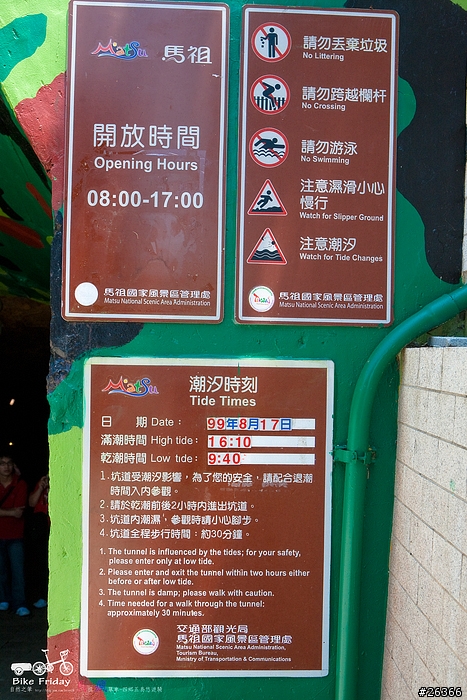 Matsu 馬祖
開放時間
Opening Hours
08:00-17:00
馬祖國家風景區管理處
Matsu National Scenic Area Administration
請勿丟棄垃圾
No Littering
請勿跨越欄杆
No Crossing
請勿游泳
No Swimming
注意濕滑小心
慢行
Watch for Slipper Ground
注意潮汐
Watch for Tide Changes
馬祖國家風景區管理處
Matsu National Scenic Area Administration
Matsu 潮汐時刻
Tide Times
日 期 Date: 99年8月17日
滿潮時間 High tide: 16:10
乾潮時間 Low tide: 9:40
1. 坑道受潮汐影響，為了您的安全，請配合退潮
時間入內參觀。
2. 請於乾潮前後2小時內進出坑道。
3. 坑道內潮濕，參觀時請小心腳步。
4. 坑道全程步行時間：約30分鐘。
1. The tunnel is influenced by the tides; for your safety,
please enter only at low tide.
2. Please enter and exit the tunnel within two hours either
before or after low tide.
3. The tunnel is damp; please walk with caution.
4. Time needed for a walk through the tunnel:
approximately 30 minutes.
交通部觀光局
馬祖國家風景區管理處
Matsu National Scenic Area Administration,
Tourism Bureau,
Ministry of Transportation & Communications
Bike Friday
#26366